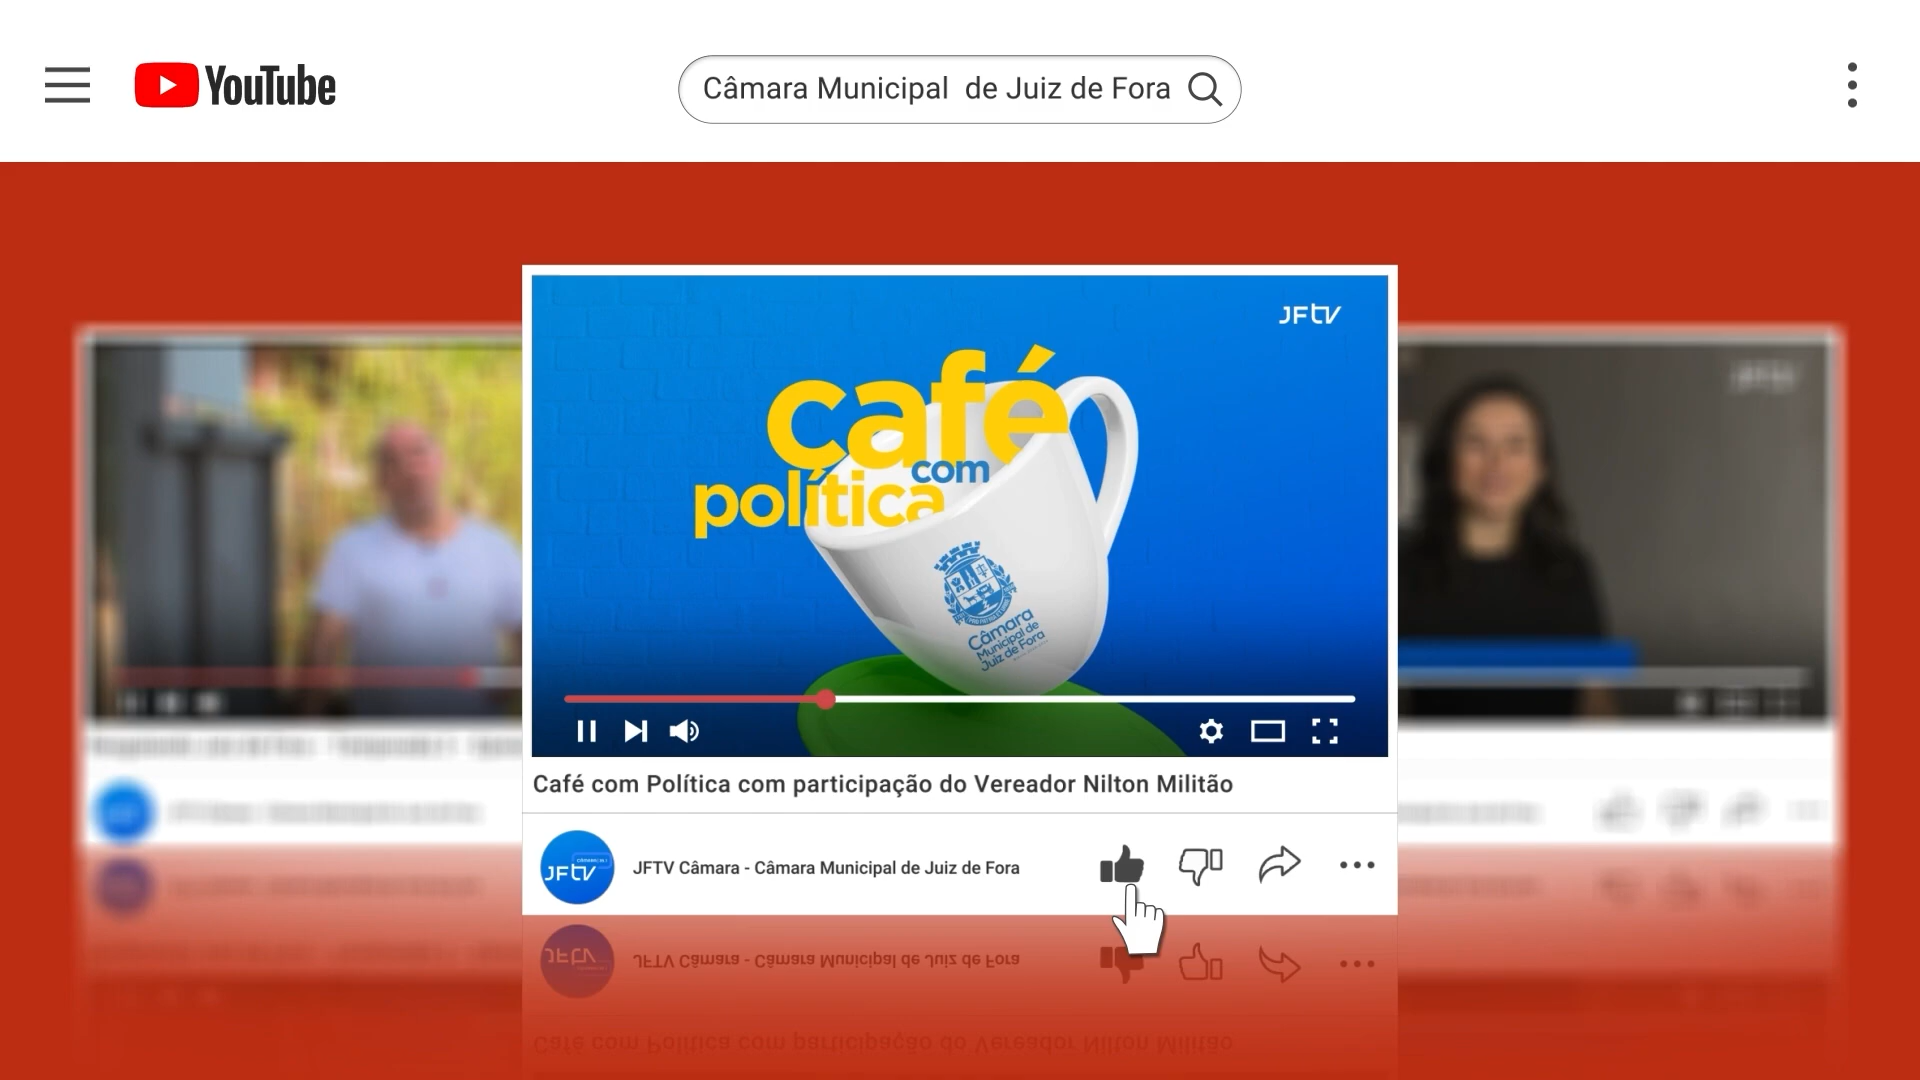 YouTube
Câmara Municipal  de Juiz de Fora
JFtv
café
com
política
Câmara
Municipal de
Juiz de Fora
Café com Política com participação do Vereador Nilton Militão
JFtv
JFTV Câmara - Câmara Municipal de Juiz de Fora